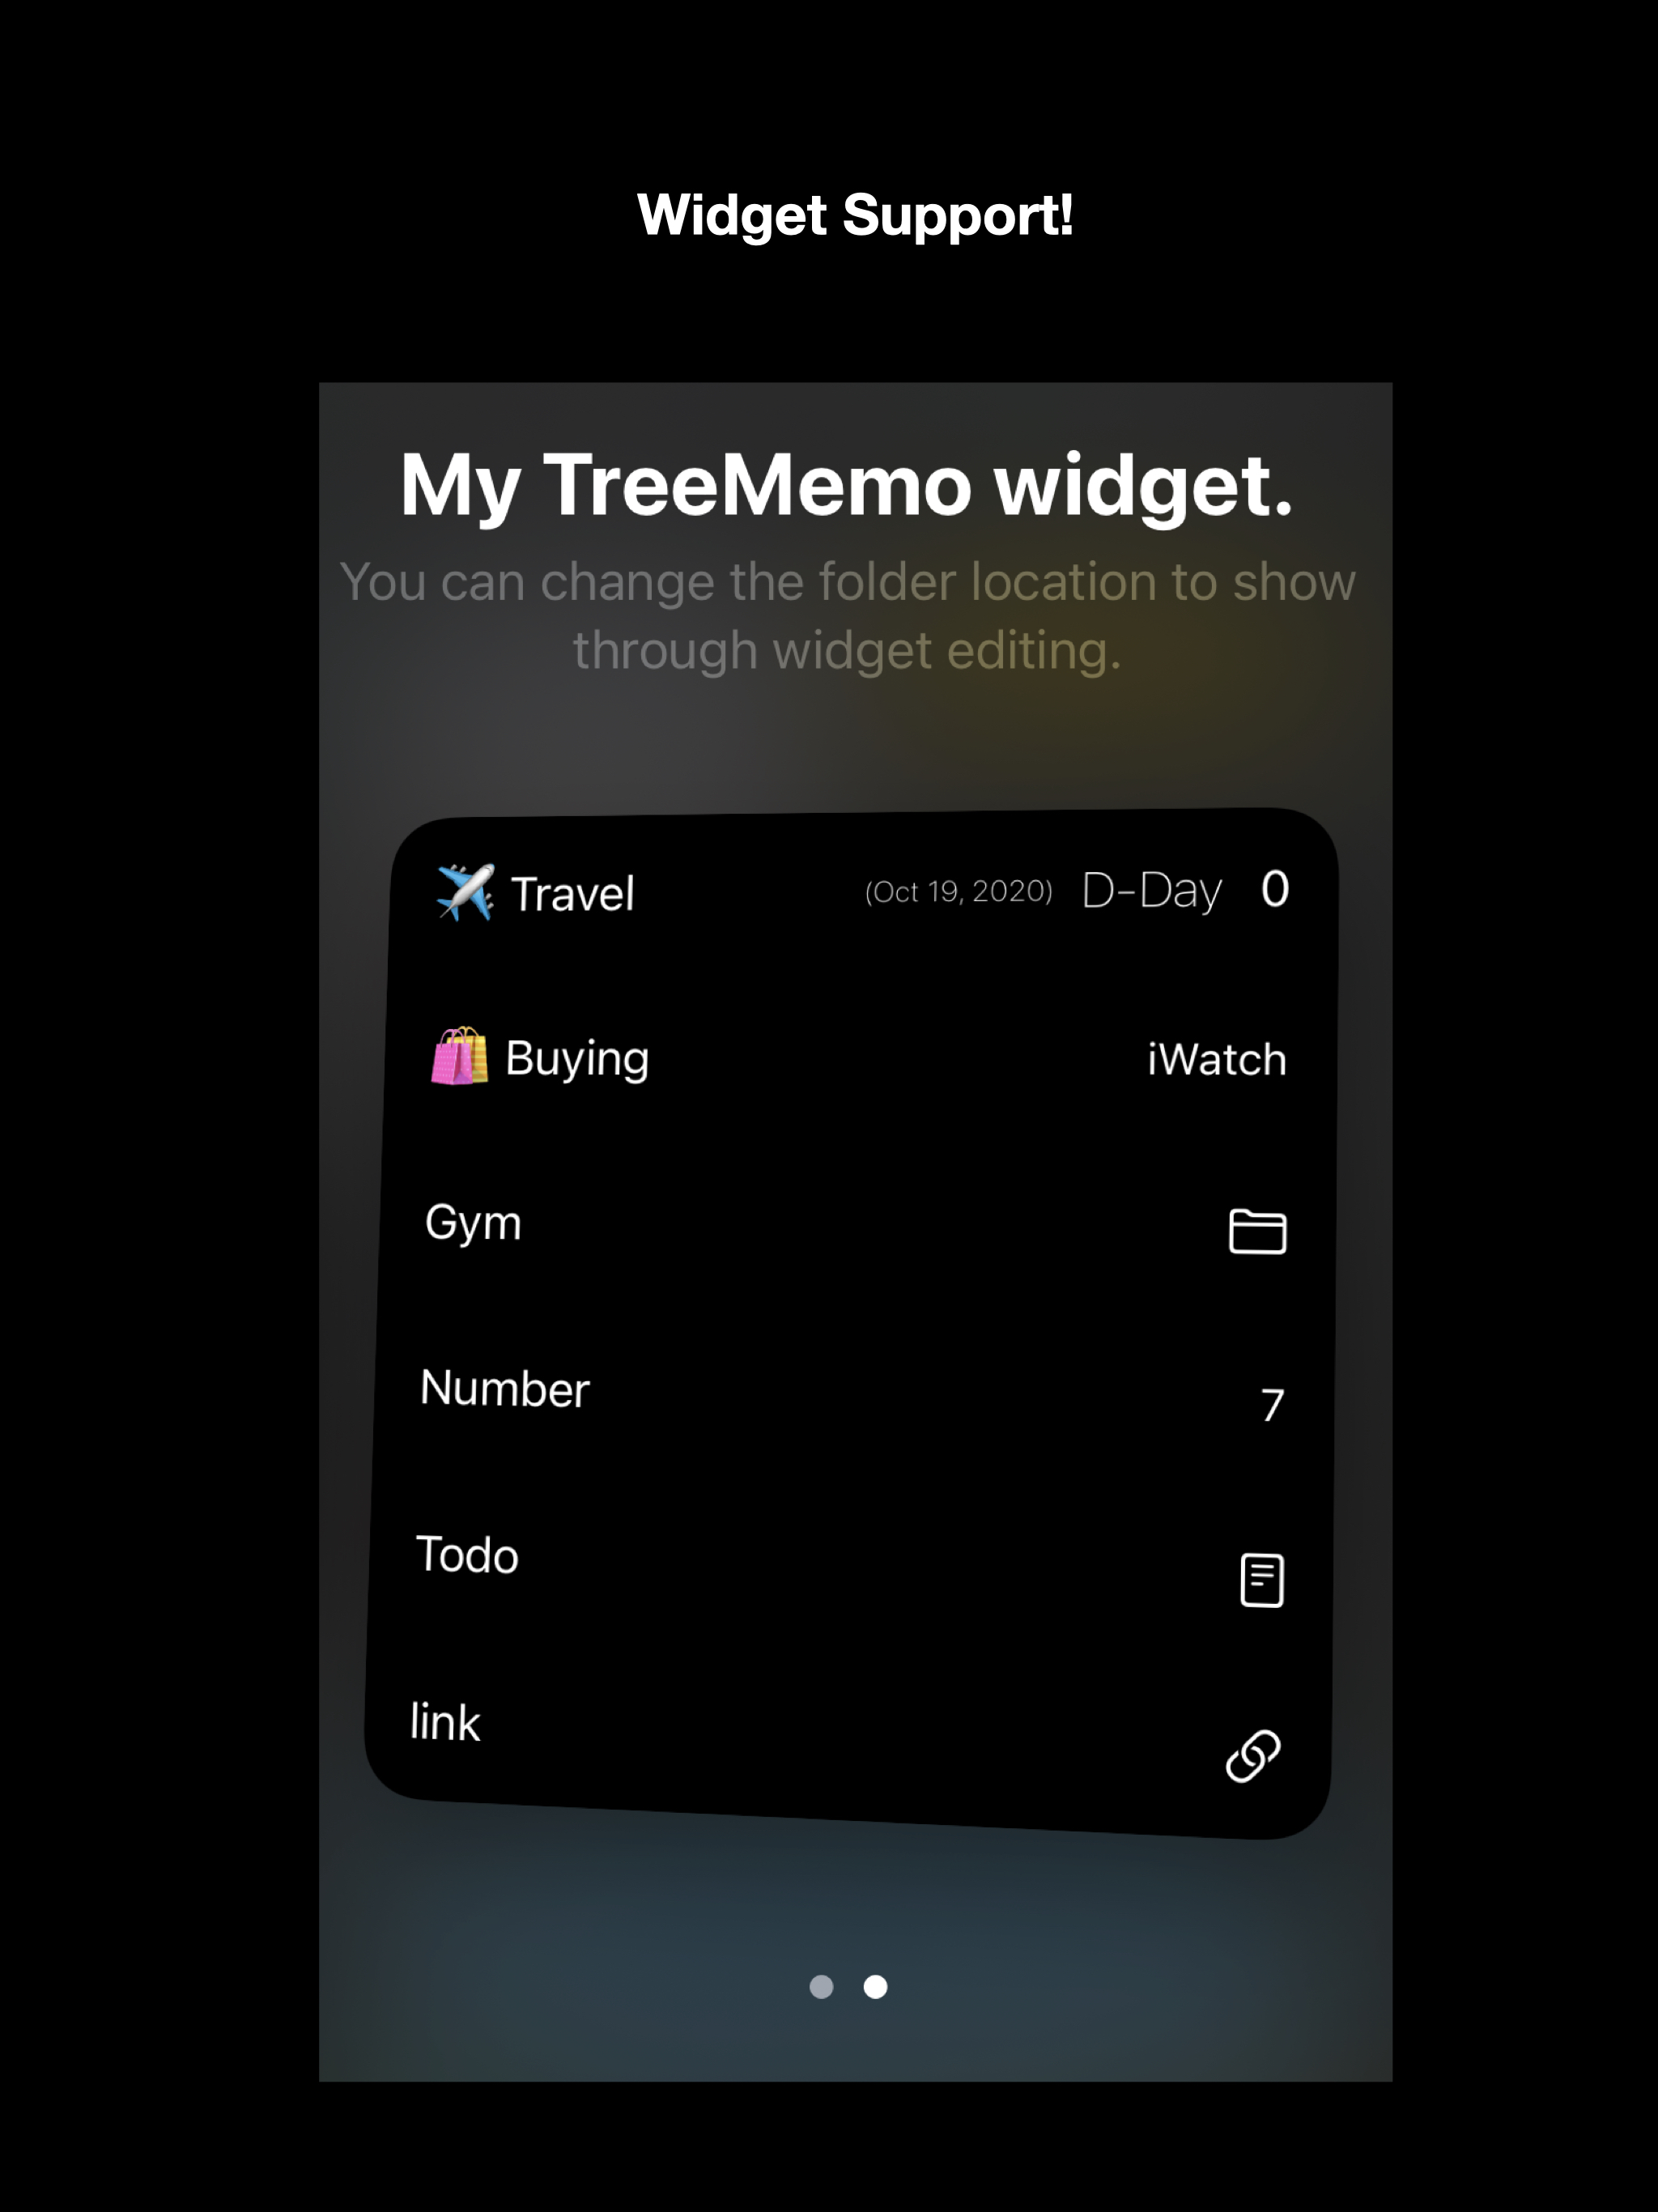 Widget Support!
My TreeMemo widget.
You can change the folder location to show
through widget editing.
✈️ Travel (Oct 19, 2020) D-Day 0
🛍️ Buying iWatch
Gym
Number 7
Todo
link